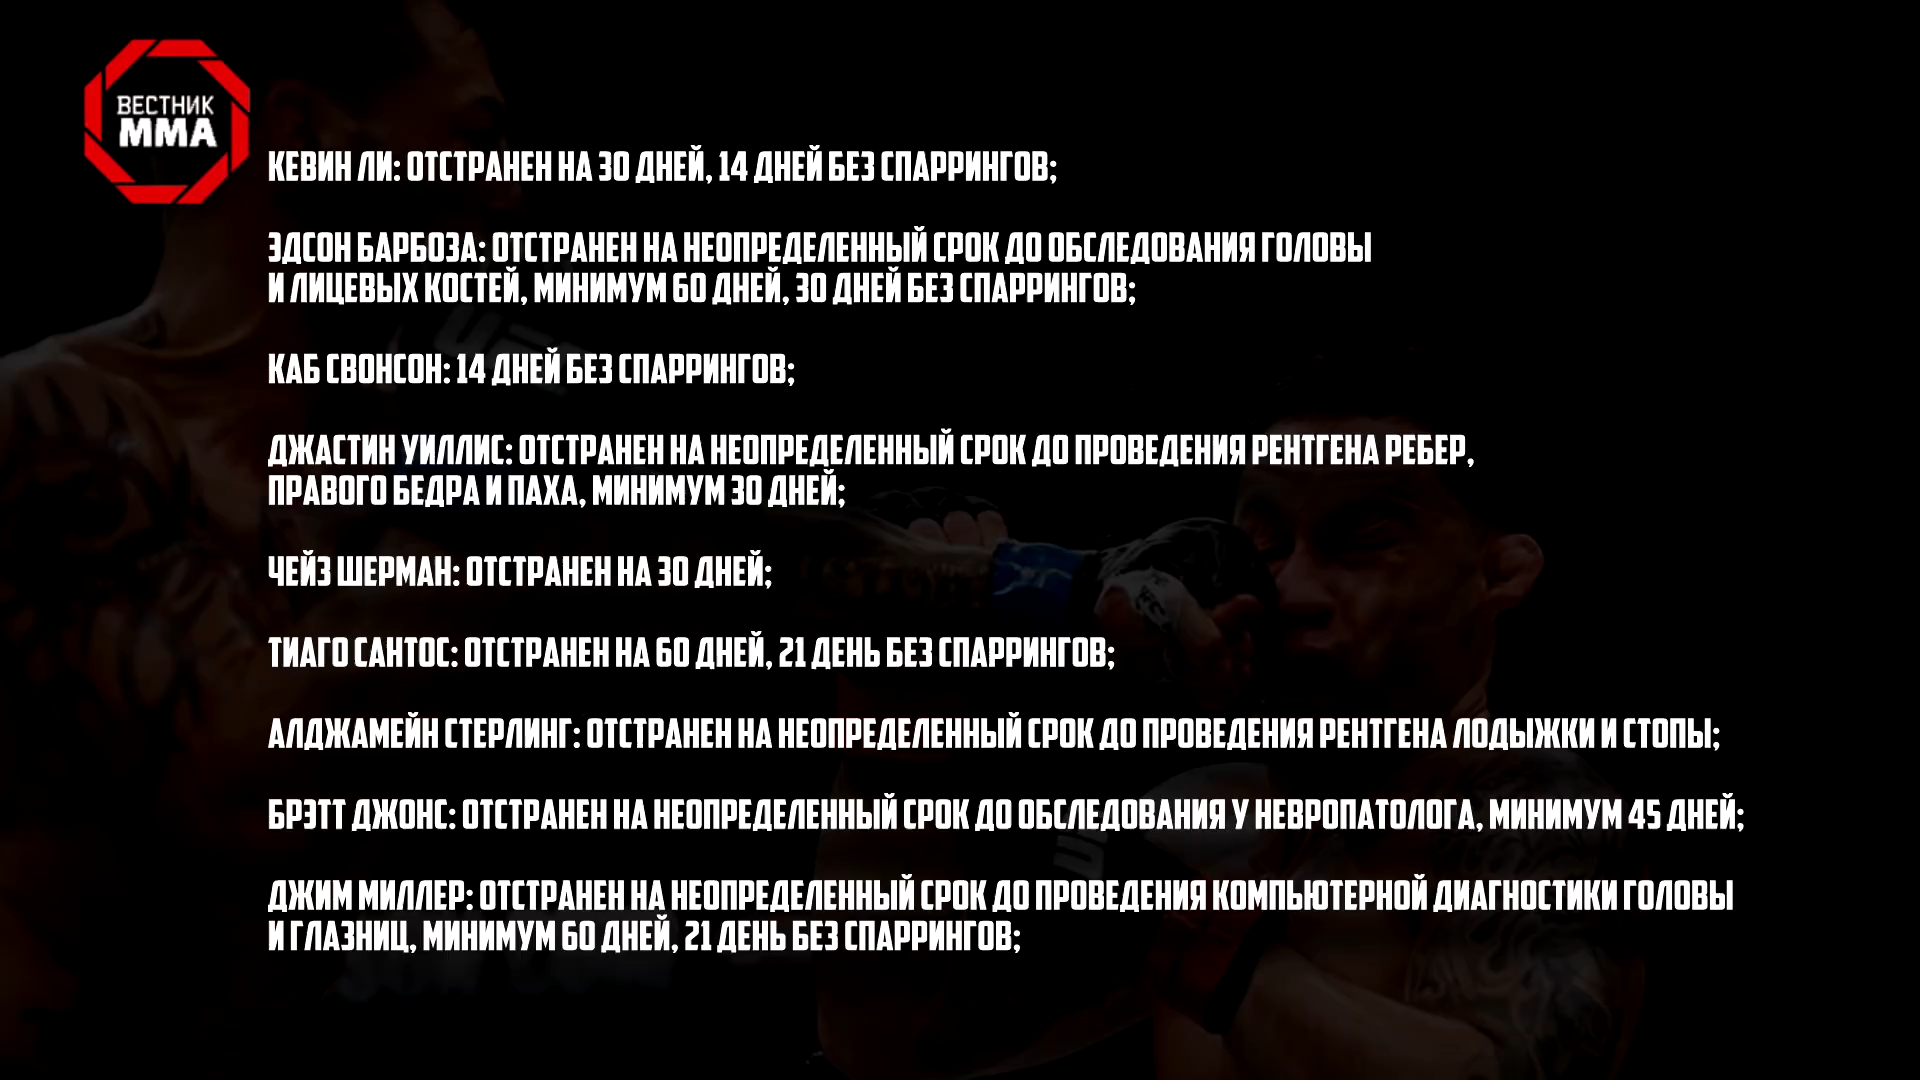 ВЕСТНИК
ММА
КЕВИН ЛИ: ОТСТРАНЕН НА 30 ДНЕЙ, 14 ДНЕЙ БЕЗ СПАРРИНГОВ;
ЭДСОН БАРБОЗА: ОТСТРАНЕН НА НЕОПРЕДЕЛЕННЫЙ СРОК ДО ОБСЛЕДОВАНИЯ ГОЛОВЫ
И ЛИЦЕВЫХ КОСТЕЙ, МИНИМУМ 60 ДНЕЙ, 30 ДНЕЙ БЕЗ СПАРРИНГОВ;
КАБ СВОНСОН: 14 ДНЕЙ БЕЗ СПАРРИНГОВ;
ДЖАСТИН УИЛЛИС: ОТСТРАНЕН НА НЕОПРЕДЕЛЕННЫЙ СРОК ДО ПРОВЕДЕНИЯ РЕНТГЕНА РЕБЕР,
ПРАВОГО БЕДРА И ПАХА, МИНИМУМ 30 ДНЕЙ;
ЧЕЙЗ ШЕРМАН: ОТСТРАНЕН НА 30 ДНЕЙ;
ТИАГО САНТОС: ОТСТРАНЕН НА 60 ДНЕЙ, 21 ДЕНЬ БЕЗ СПАРРИНГОВ;
АЛДЖАМЕЙН СТЕРЛИНГ: ОТСТРАНЕН НА НЕОПРЕДЕЛЕННЫЙ СРОК ДО ПРОВЕДЕНИЯ РЕНТГЕНА ЛОДЫЖКИ И СТОПЫ;
БРЭТТ ДЖОНС: ОТСТРАНЕН НА НЕОПРЕДЕЛЕННЫЙ СРОК ДО ОБСЛЕДОВАНИЯ У НЕВРОПАТОЛОГА, МИНИМУМ 45 ДНЕЙ;
ДЖИМ МИЛЛЕР: ОТСТРАНЕН НА НЕОПРЕДЕЛЕННЫЙ СРОК ДО ПРОВЕДЕНИЯ КОМПЬЮТЕРНОЙ ДИАГНОСТИКИ ГОЛОВЫ
И ГЛАЗНИЦ, МИНИМУМ 60 ДНЕЙ, 21 ДЕНЬ БЕЗ СПАРРИНГОВ;